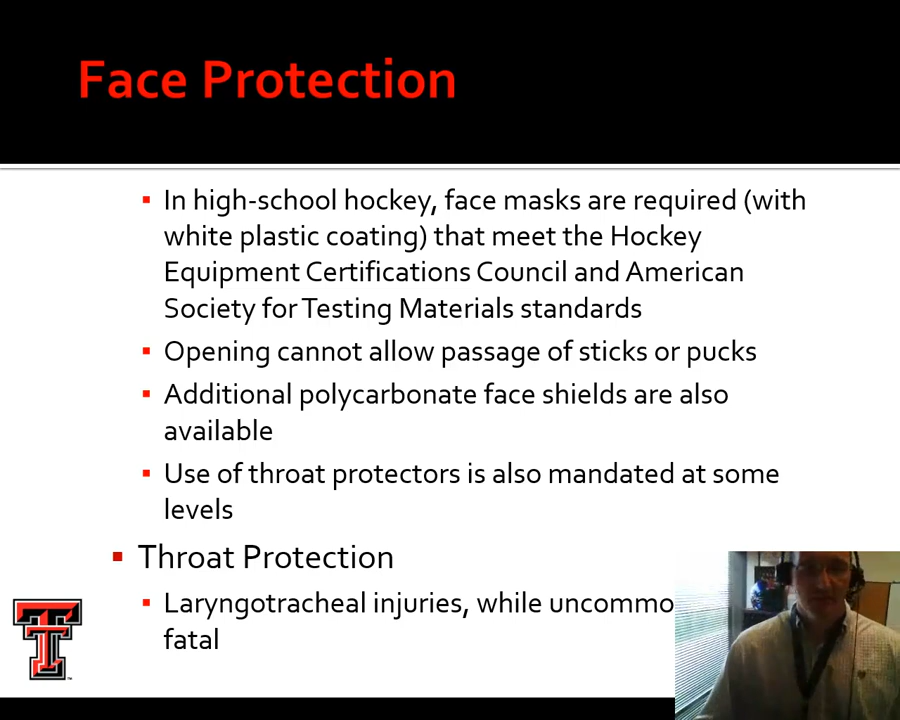 Face Protection
In high-school hockey, face masks are required (with
white plastic coating) that meet the Hockey
Equipment Certifications Council and American
Society for Testing Materials standards
Opening cannot allow passage of sticks or pucks
Additional polycarbonate face shields are also
available
Use of throat protectors is also mandated at some
levels
Throat Protection
Laryngotracheal injuries, while uncommo
fatal